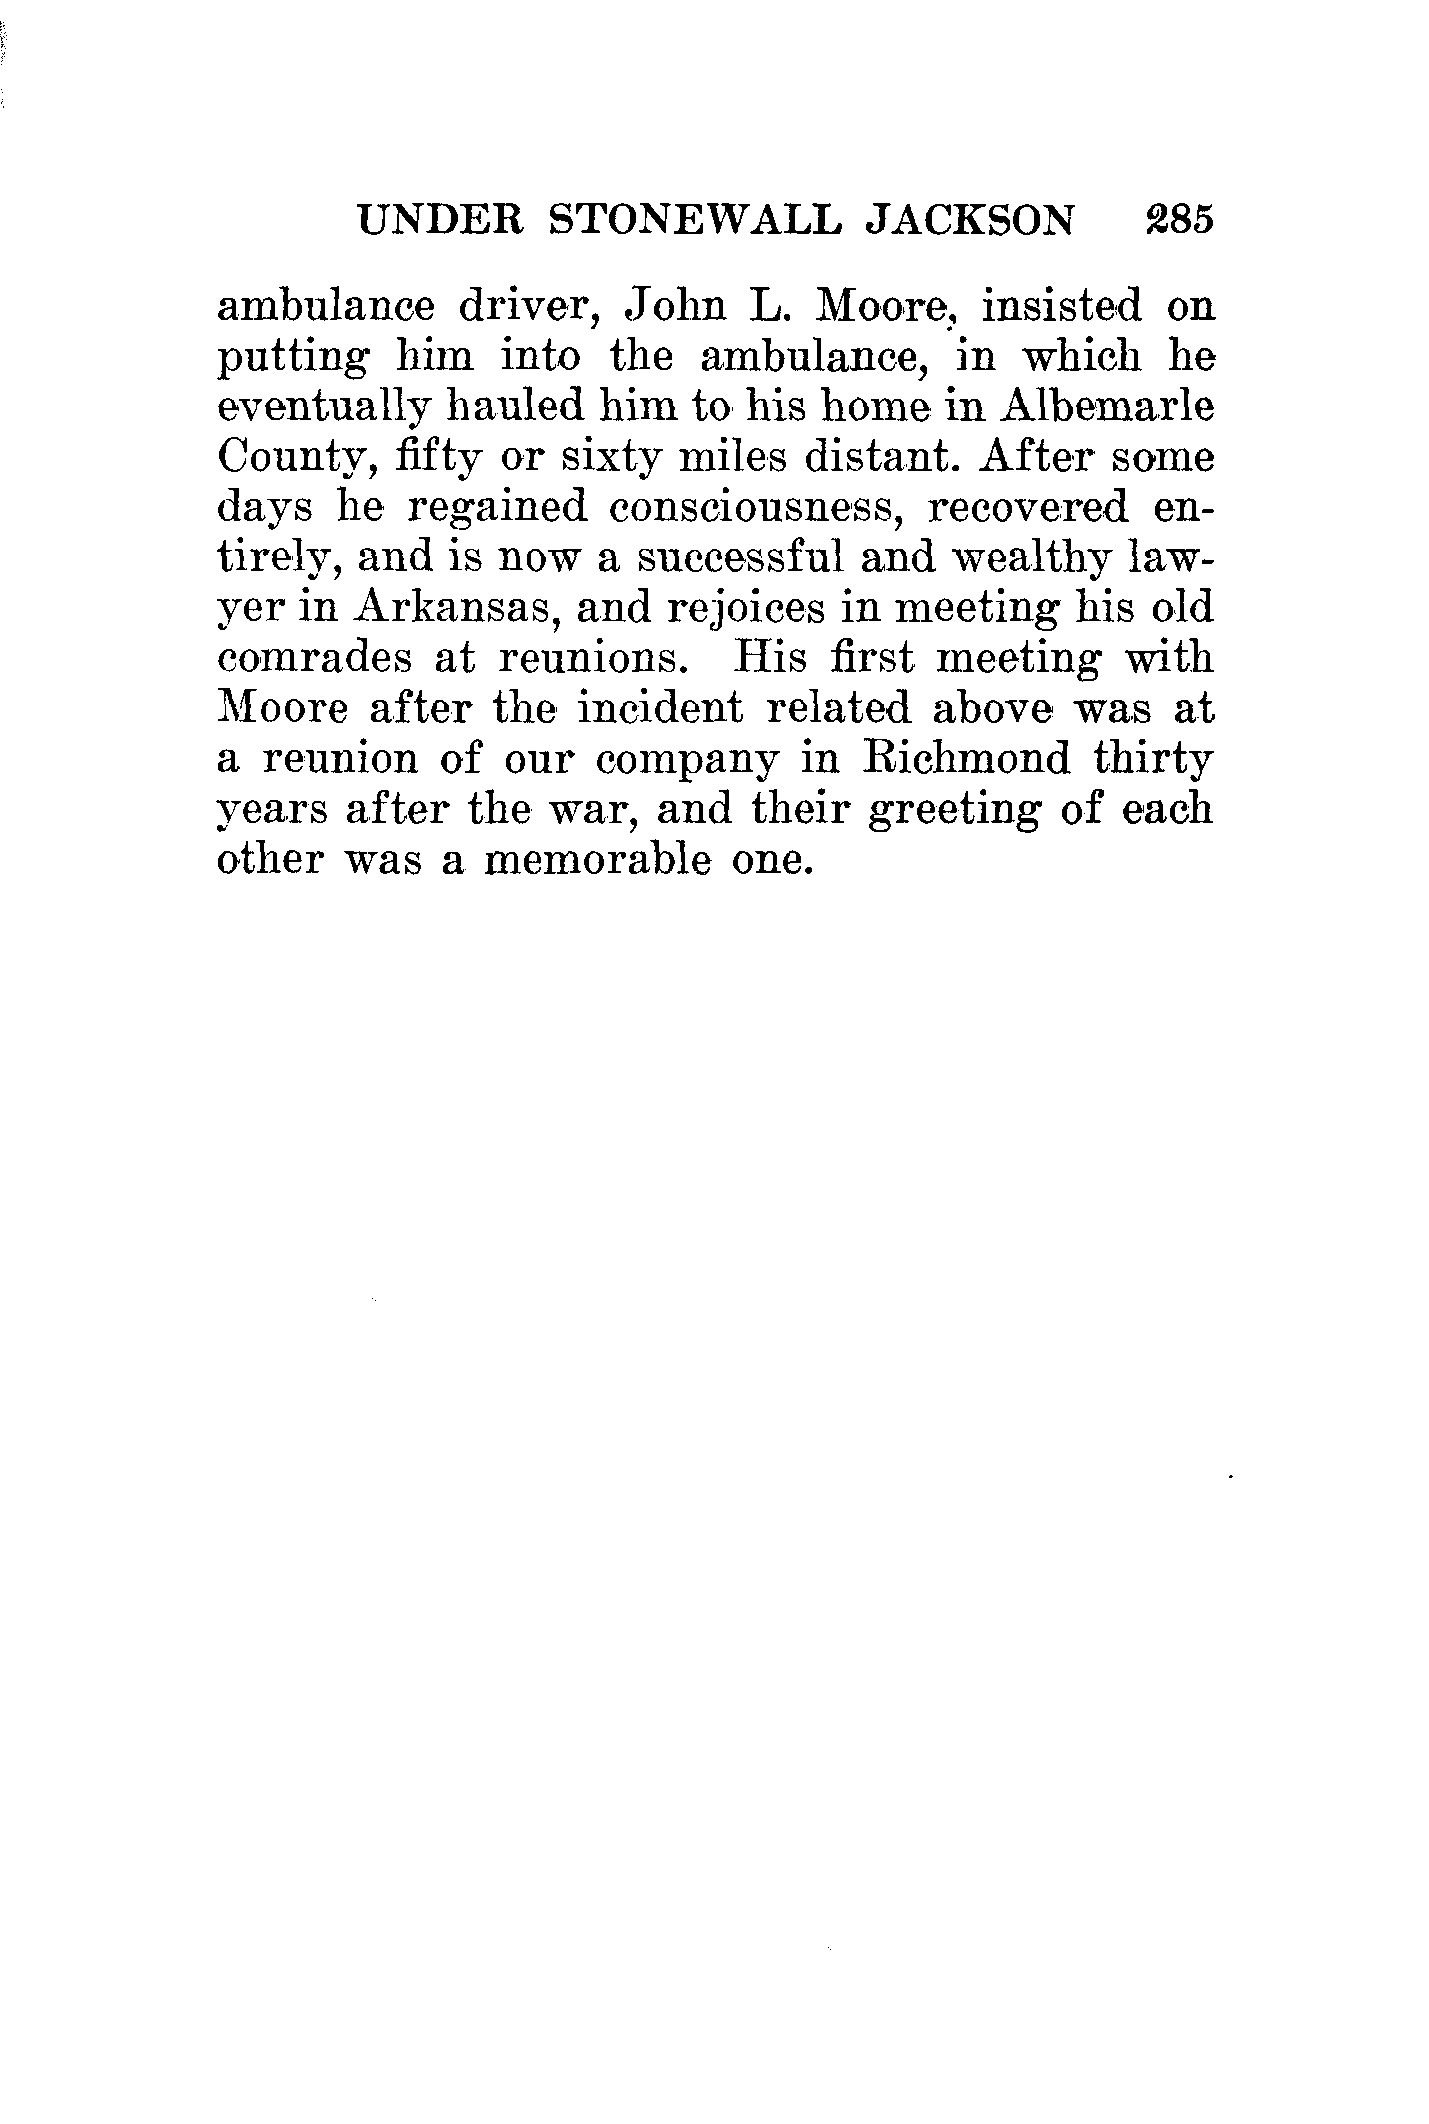 UNDER STONEWALL JACKSON 285
ambulance driver, John L. Moore, insisted on
putting him into the ambulance, in which he
eventually hauled him to his home in Albemarle
County, fifty or sixty miles distant. After some
days he regained consciousness, recovered en-
tirely, and is now a successful and wealthy law-
yer in Arkansas, and rejoices in meeting his old
comrades at reunions. His first meeting with
Moore after the incident related above was at
a reunion of our company in Richmond thirty
years after the war, and their greeting of each
other was a memorable one.